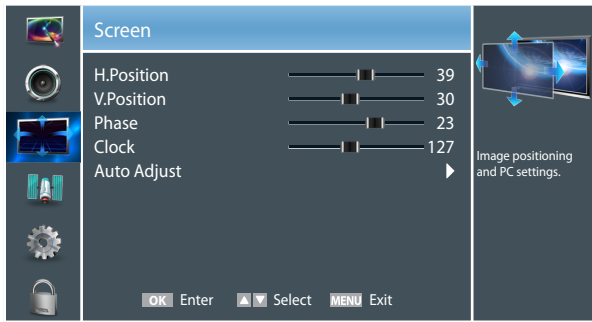 Screen
H.Position 39
V.Position 30
Phase 23
Clock 127
Auto Adjust
Image positioning
and PC settings.
OK Enter ▲ ▼ Select MENU Exit